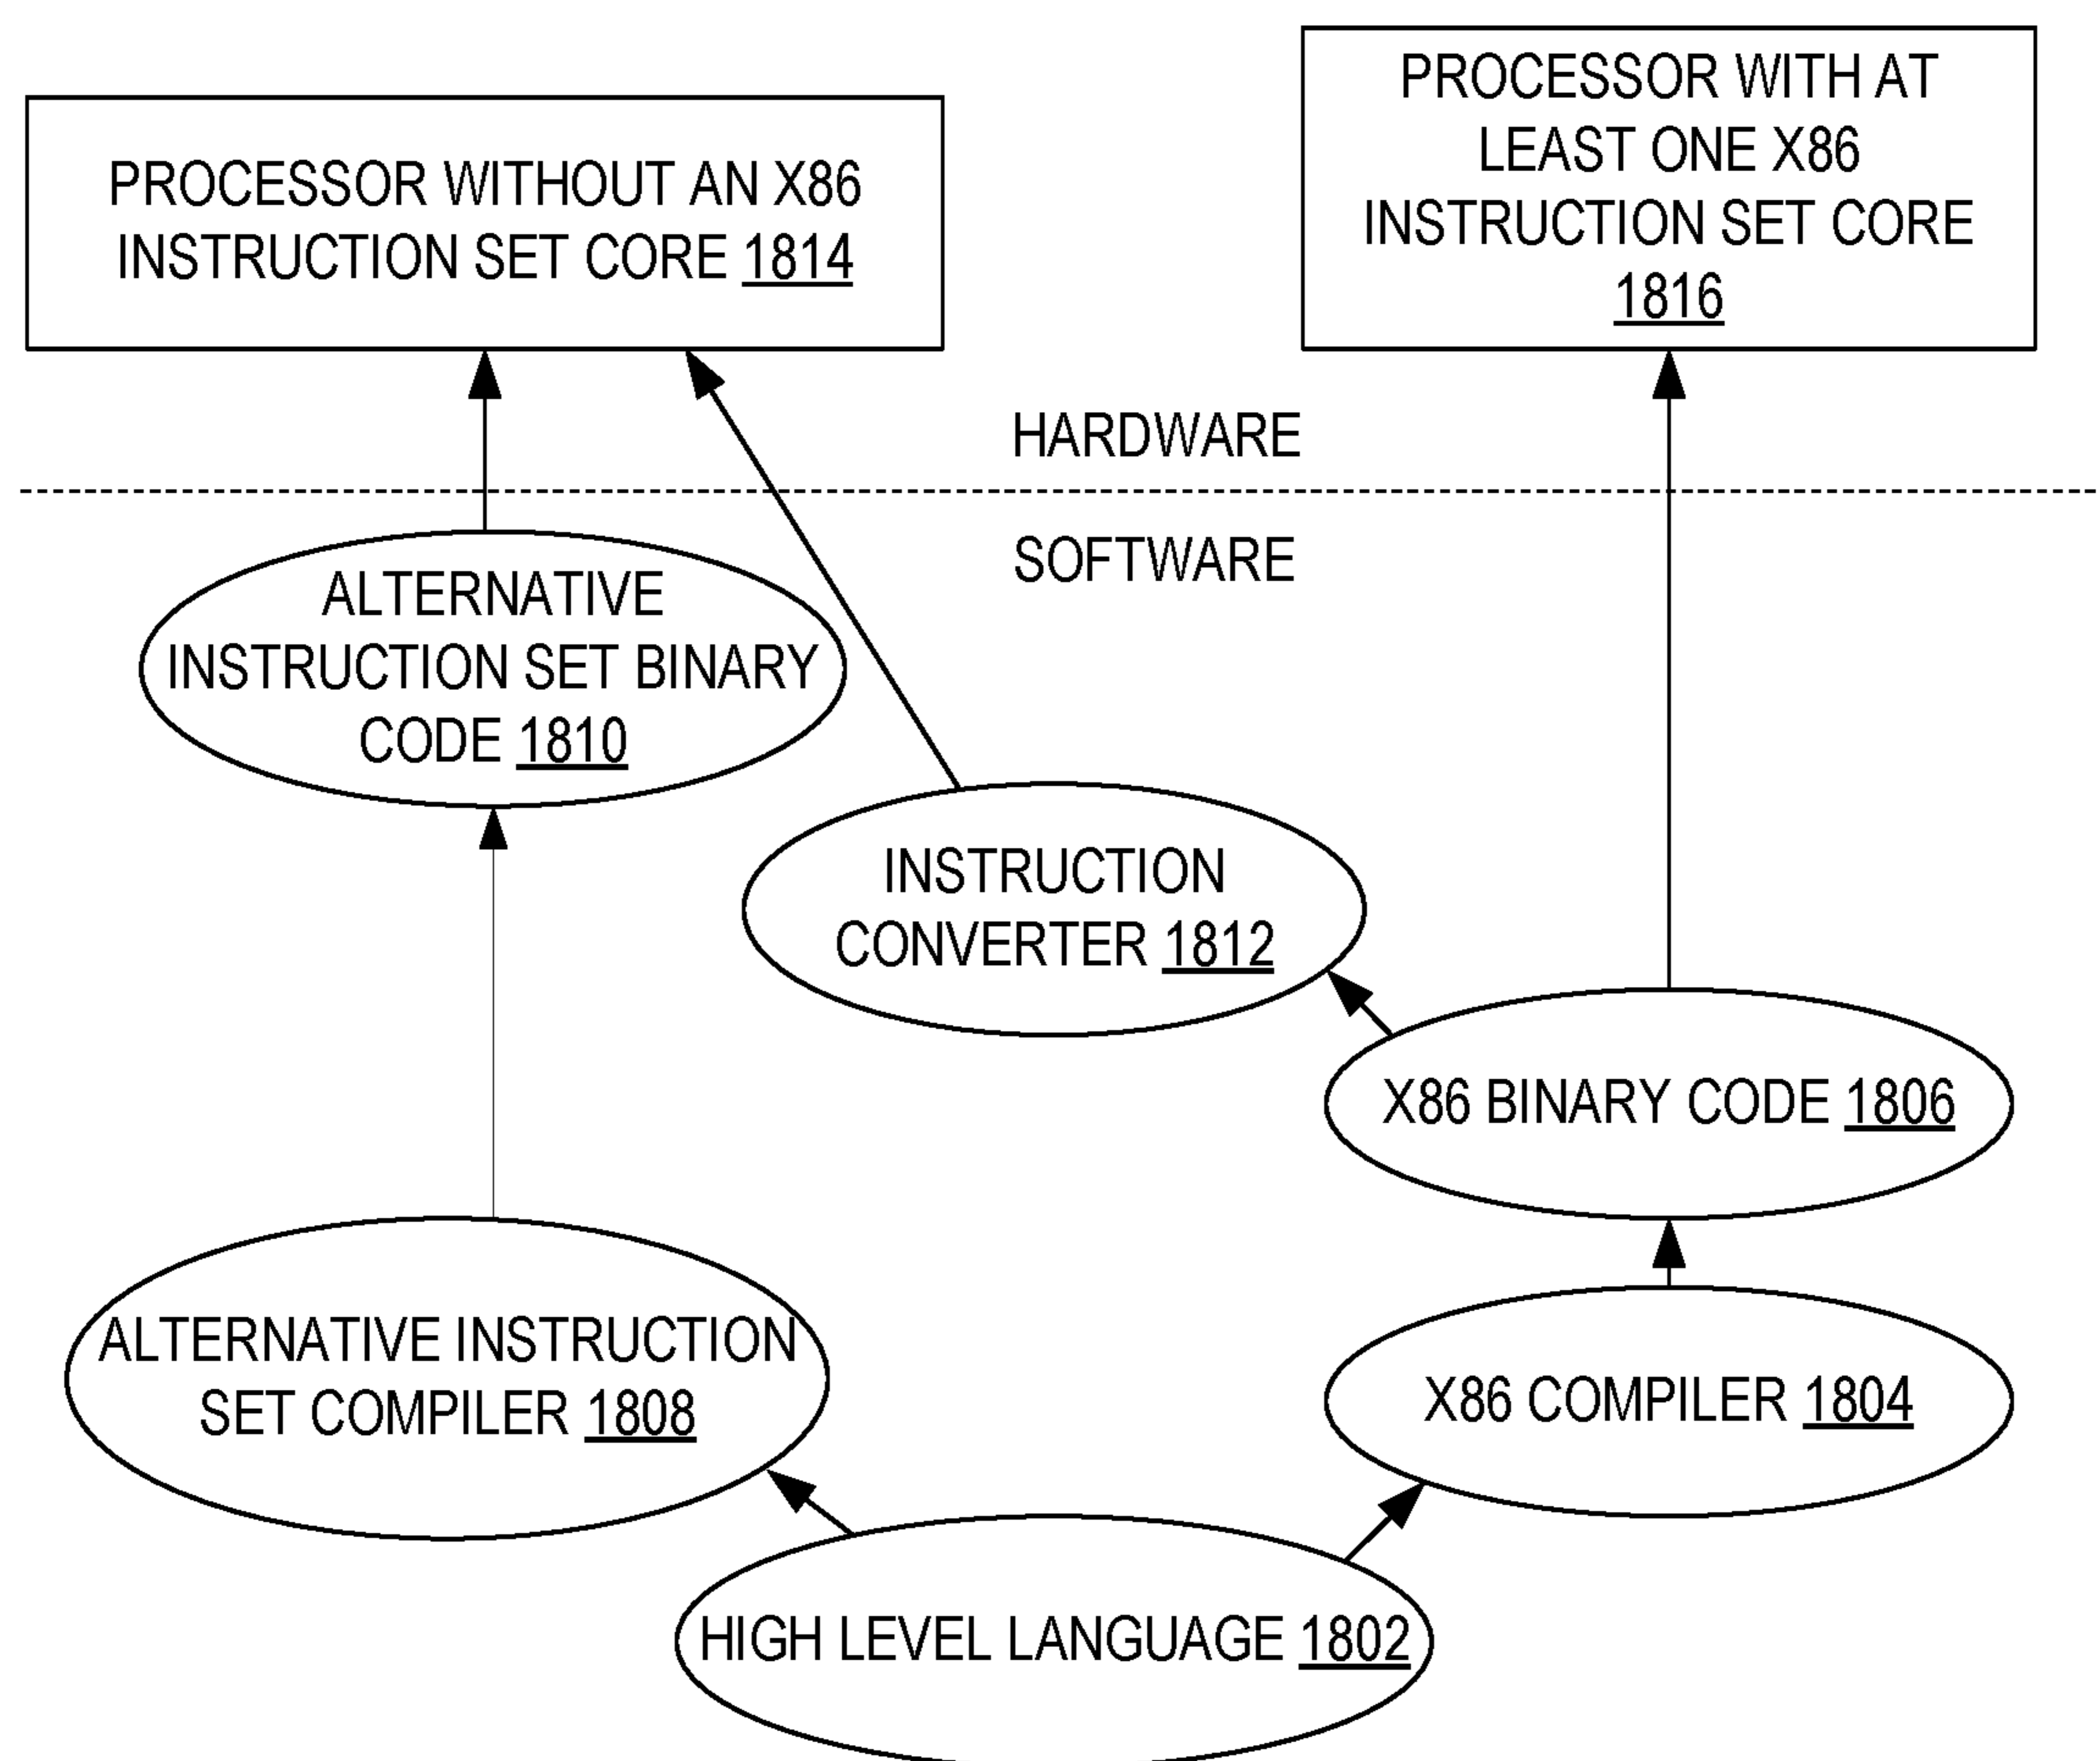 PROCESSOR WITHOUT AN X86
INSTRUCTION SET CORE 1814
PROCESSOR WITH AT
LEAST ONE X86
INSTRUCTION SET CORE
1816
HARDWARE
SOFTWARE
ALTERNATIVE
INSTRUCTION SET BINARY
CODE 1810
INSTRUCTION
CONVERTER 1812
X86 BINARY CODE 1806
ALTERNATIVE INSTRUCTION
SET COMPILER 1808
X86 COMPILER 1804
HIGH LEVEL LANGUAGE 1802